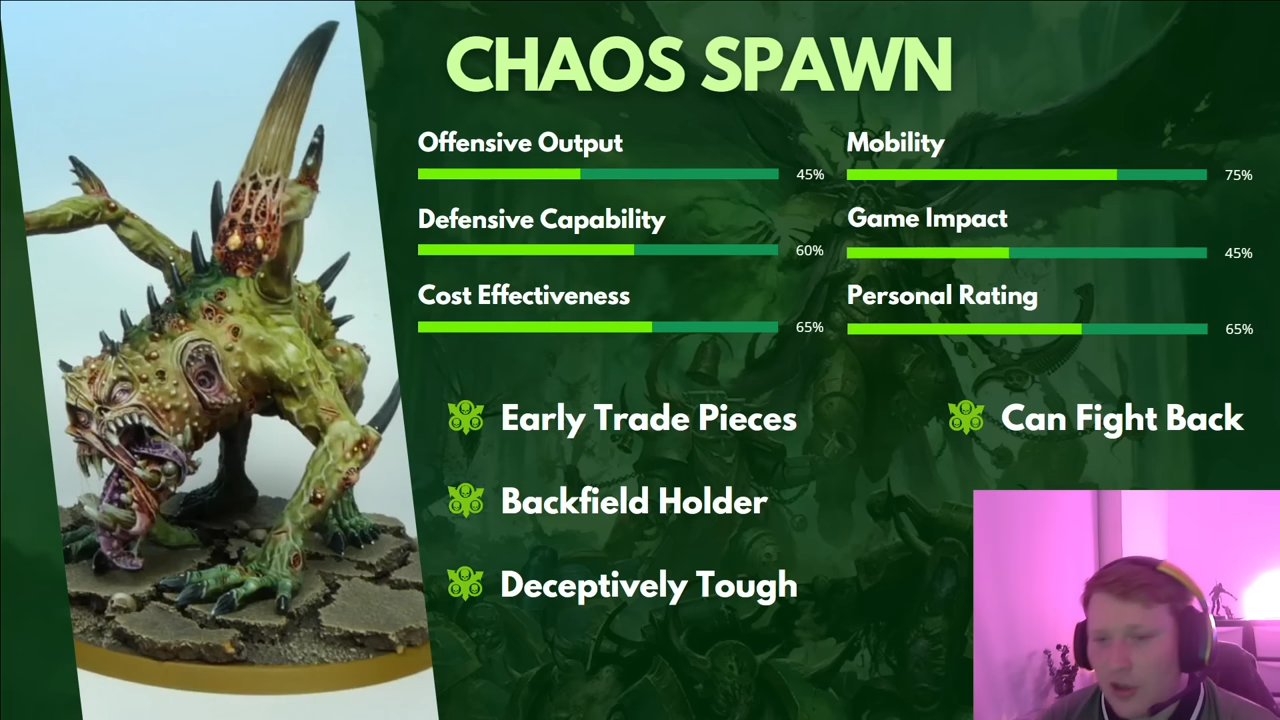 CHAOS SPAWN
Offensive Output
45%
Mobility
75%
Defensive Capability
60%
Game Impact
45%
Cost Effectiveness
65%
Personal Rating
65%
Early Trade Pieces
Can Fight Back
Backfield Holder
Deceptively Tough